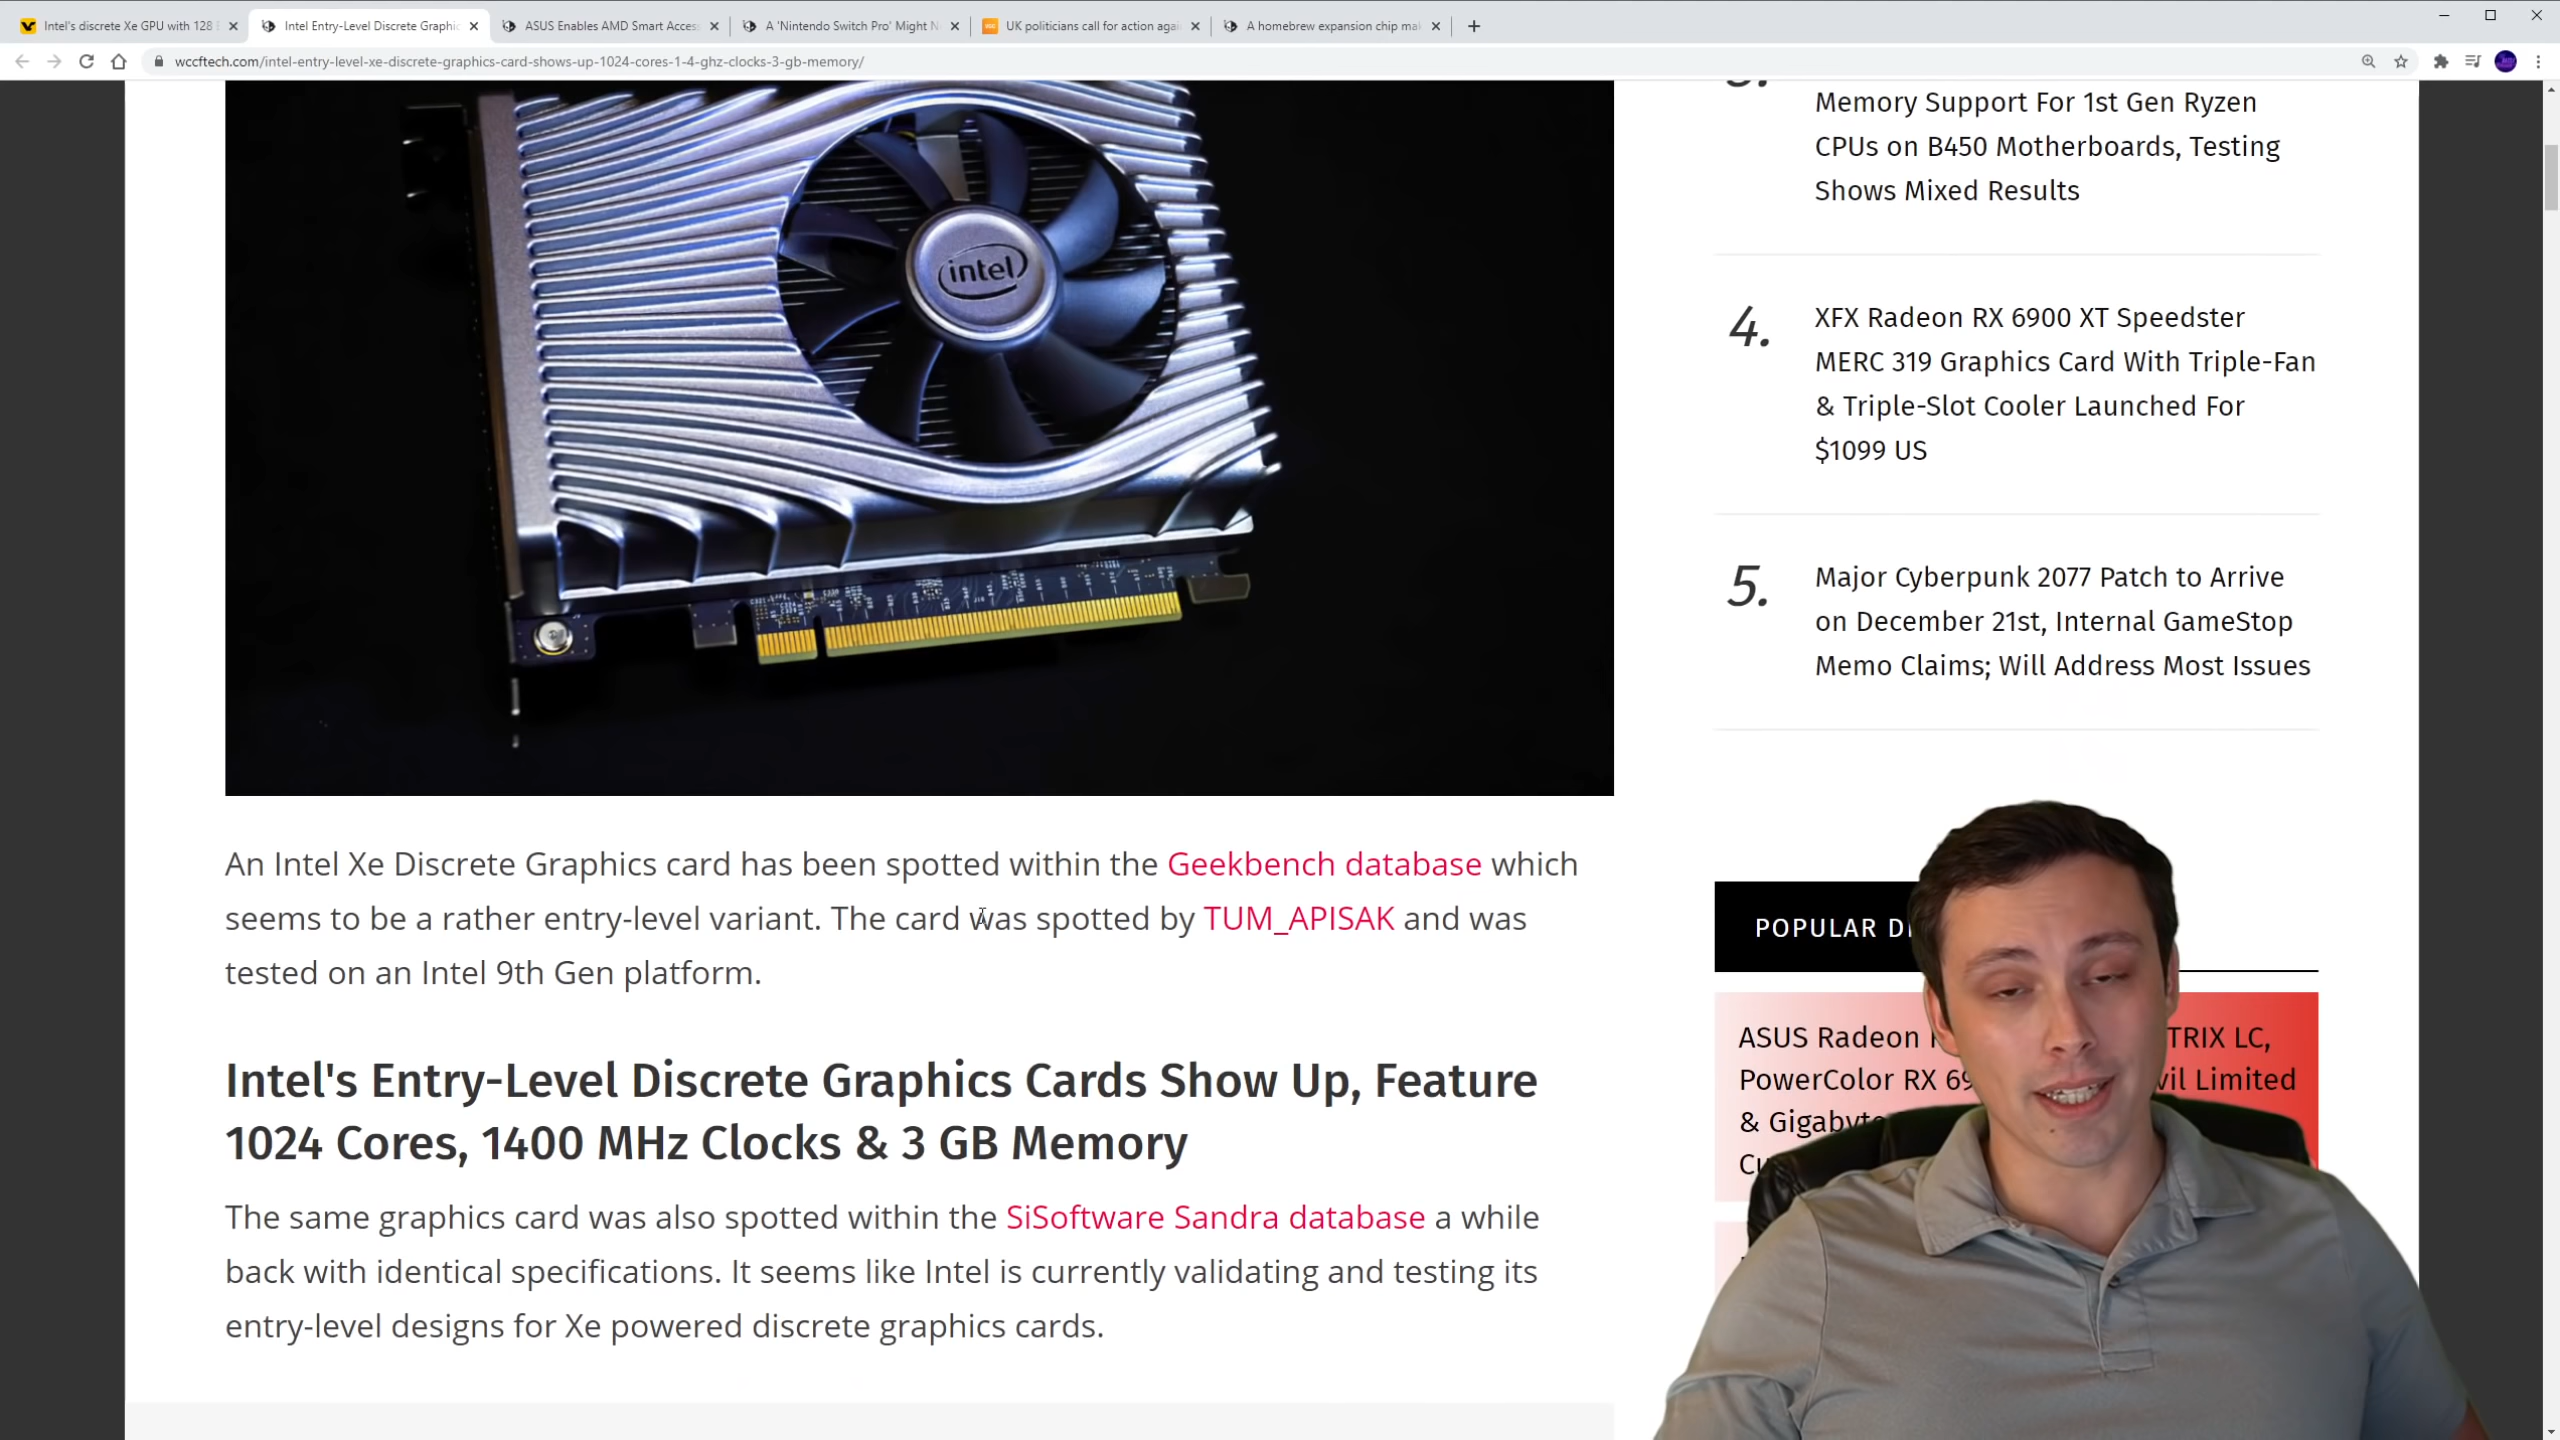 Intel's discrete Xe GPU with 128
Intel Entry-Level Discrete Graphic
ASUS Enables AMD Smart Access
A 'Nintendo Switch Pro' Might N
UK politicians call for action agai
A homebrew expansion chip mak
wccftech.com/intel-entry-level-xe-discrete-graphics-card-shows-up-1024-cores-1-4-ghz-clocks-3-gb-memory/
intel
An Intel Xe Discrete Graphics card has been spotted within the Geekbench database which
seems to be a rather entry-level variant. The card was spotted by TUM_APISAK and was
tested on an Intel 9th Gen platform.
Intel's Entry-Level Discrete Graphics Cards Show Up, Feature
1024 Cores, 1400 MHz Clocks & 3 GB Memory
The same graphics card was also spotted within the SiSoftware Sandra database a while
back with identical specifications. It seems like Intel is currently validating and testing its
entry-level designs for Xe powered discrete graphics cards.
Memory Support For 1st Gen Ryzen
CPUs on B450 Motherboards, Testing
Shows Mixed Results
4.
XFX Radeon RX 6900 XT Speedster
MERC 319 Graphics Card With Triple-Fan
& Triple-Slot Cooler Launched For
$1099 US
5.
Major Cyberpunk 2077 Patch to Arrive
on December 21st, Internal GameStop
Memo Claims; Will Address Most Issues
POPULAR
ASUS Radeon TRIX LC,
PowerColor RX Limited
&